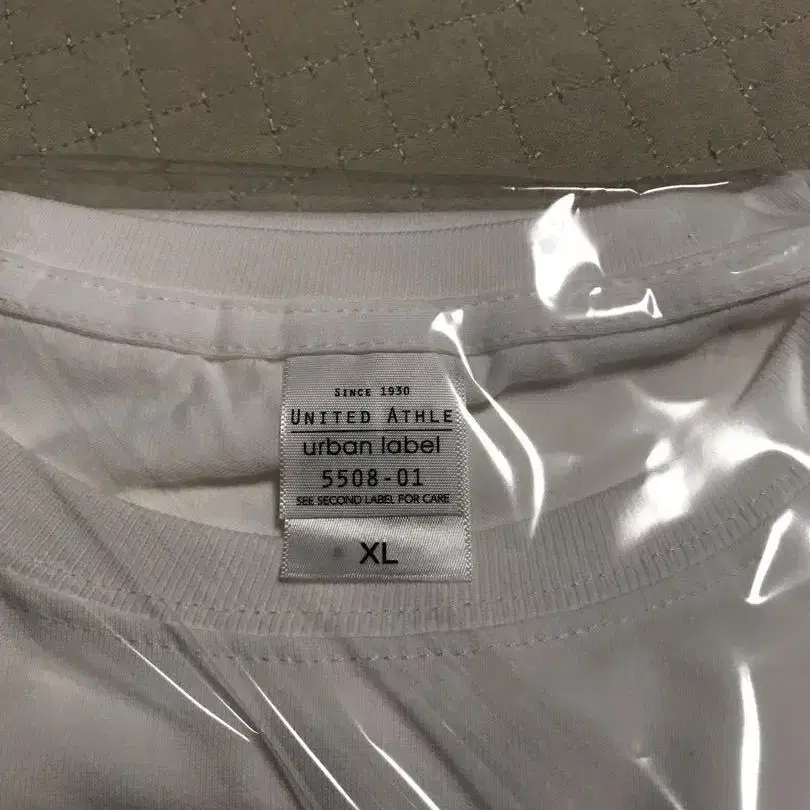 SINCE 1930
UNITED ATHLE
urban label
5508-01
SEE SECOND LABEL FOR CARE
XL